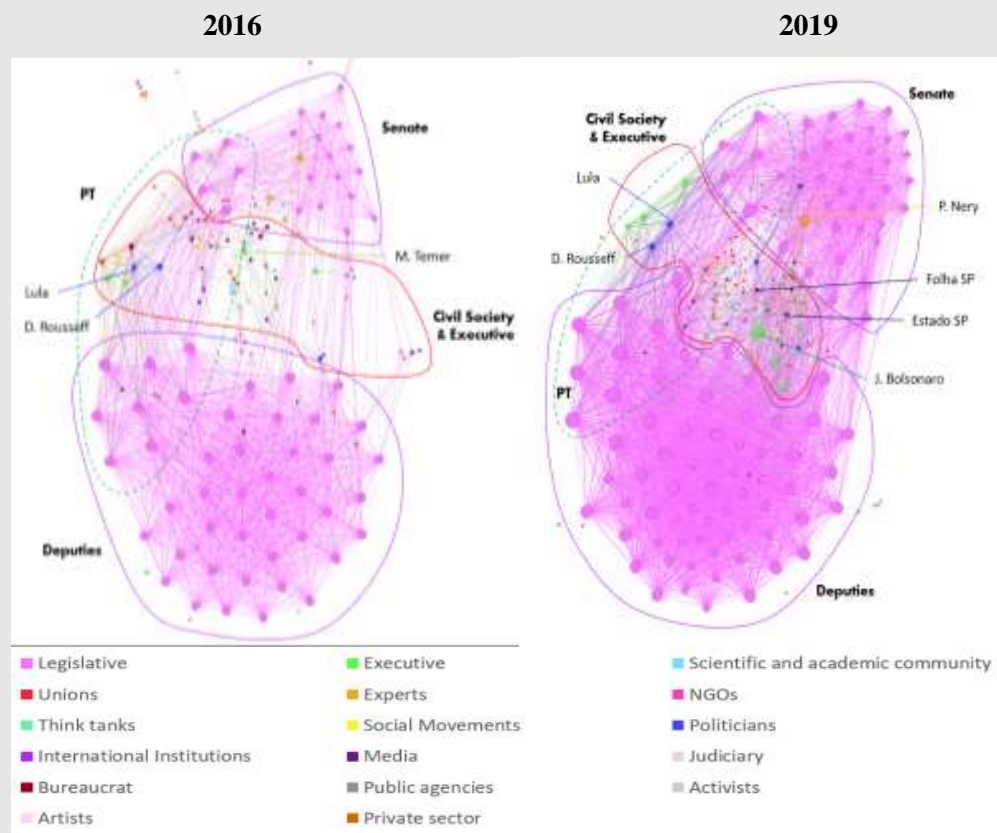 2016
2019
Senate
PT
M. Temer
Lula
D. Rousseff
Civil Society
& Executive
Deputies
Senate
Civil Society
& Executive
Lula
P. Nery
D. Rousseff
Folha SP
Estado SP
J. Bolsonaro
PT
Deputies
Legislative
Executive
Scientific and academic community
Unions
Experts
NGOs
Think tanks
Social Movements
Politicians
International Institutions
Media
Judiciary
Bureaucrat
Public agencies
Activists
Artists
Private sector